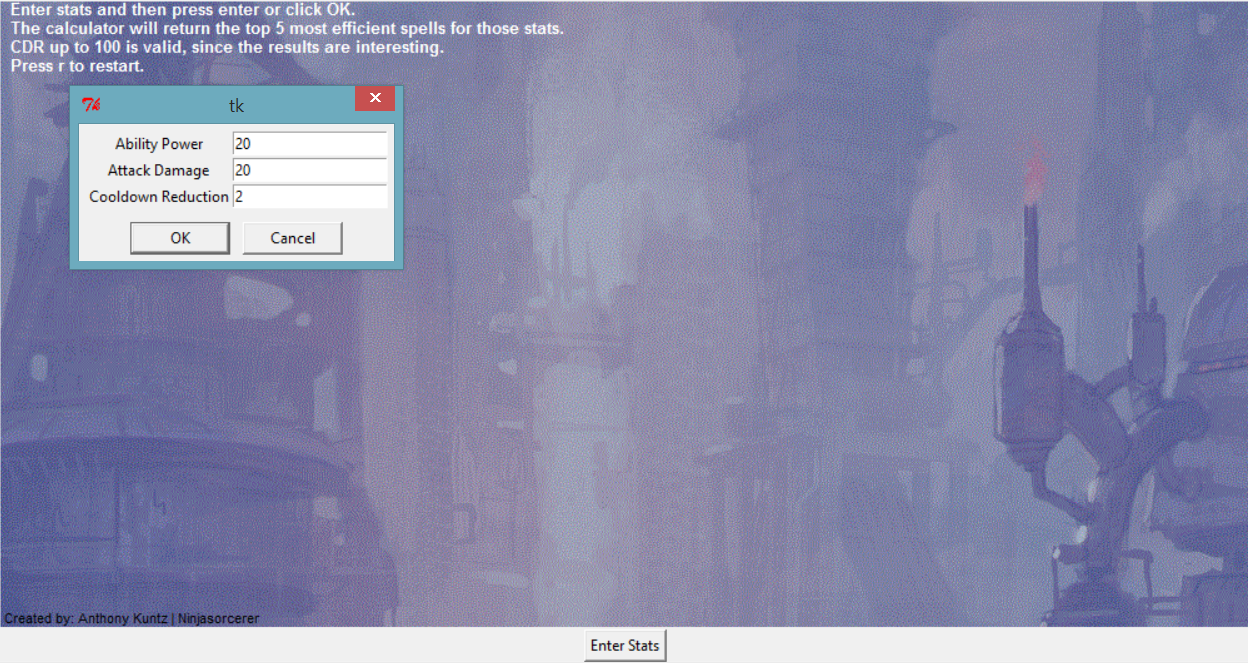 Enter stats and then press enter or click OK.
The calculator will return the top 5 most efficient spells for those stats.
CDR up to 100 is valid, since the results are interesting.
Press r to restart.
tk
Ability Power 20
Attack Damage 20
Cooldown Reduction 2
OK Cancel
Created by: Anthony Kuntz | Ninjasorcerer
Enter Stats